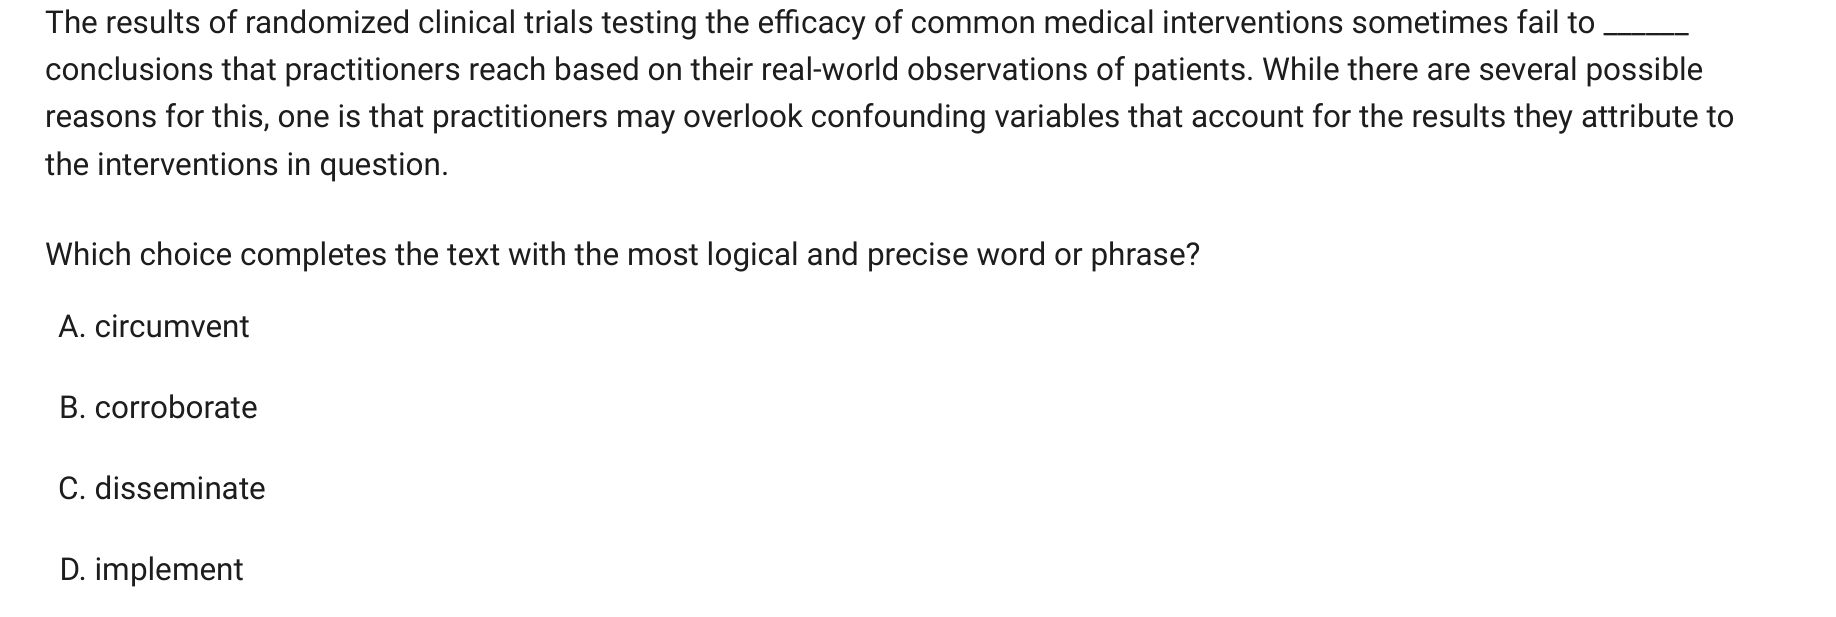 The results of randomized clinical trials testing the efficacy of common medical interventions sometimes fail to ______
conclusions that practitioners reach based on their real-world observations of patients. While there are several possible
reasons for this, one is that practitioners may overlook confounding variables that account for the results they attribute to
the interventions in question.
Which choice completes the text with the most logical and precise word or phrase?
A. circumvent
B. corroborate
C. disseminate
D. implement